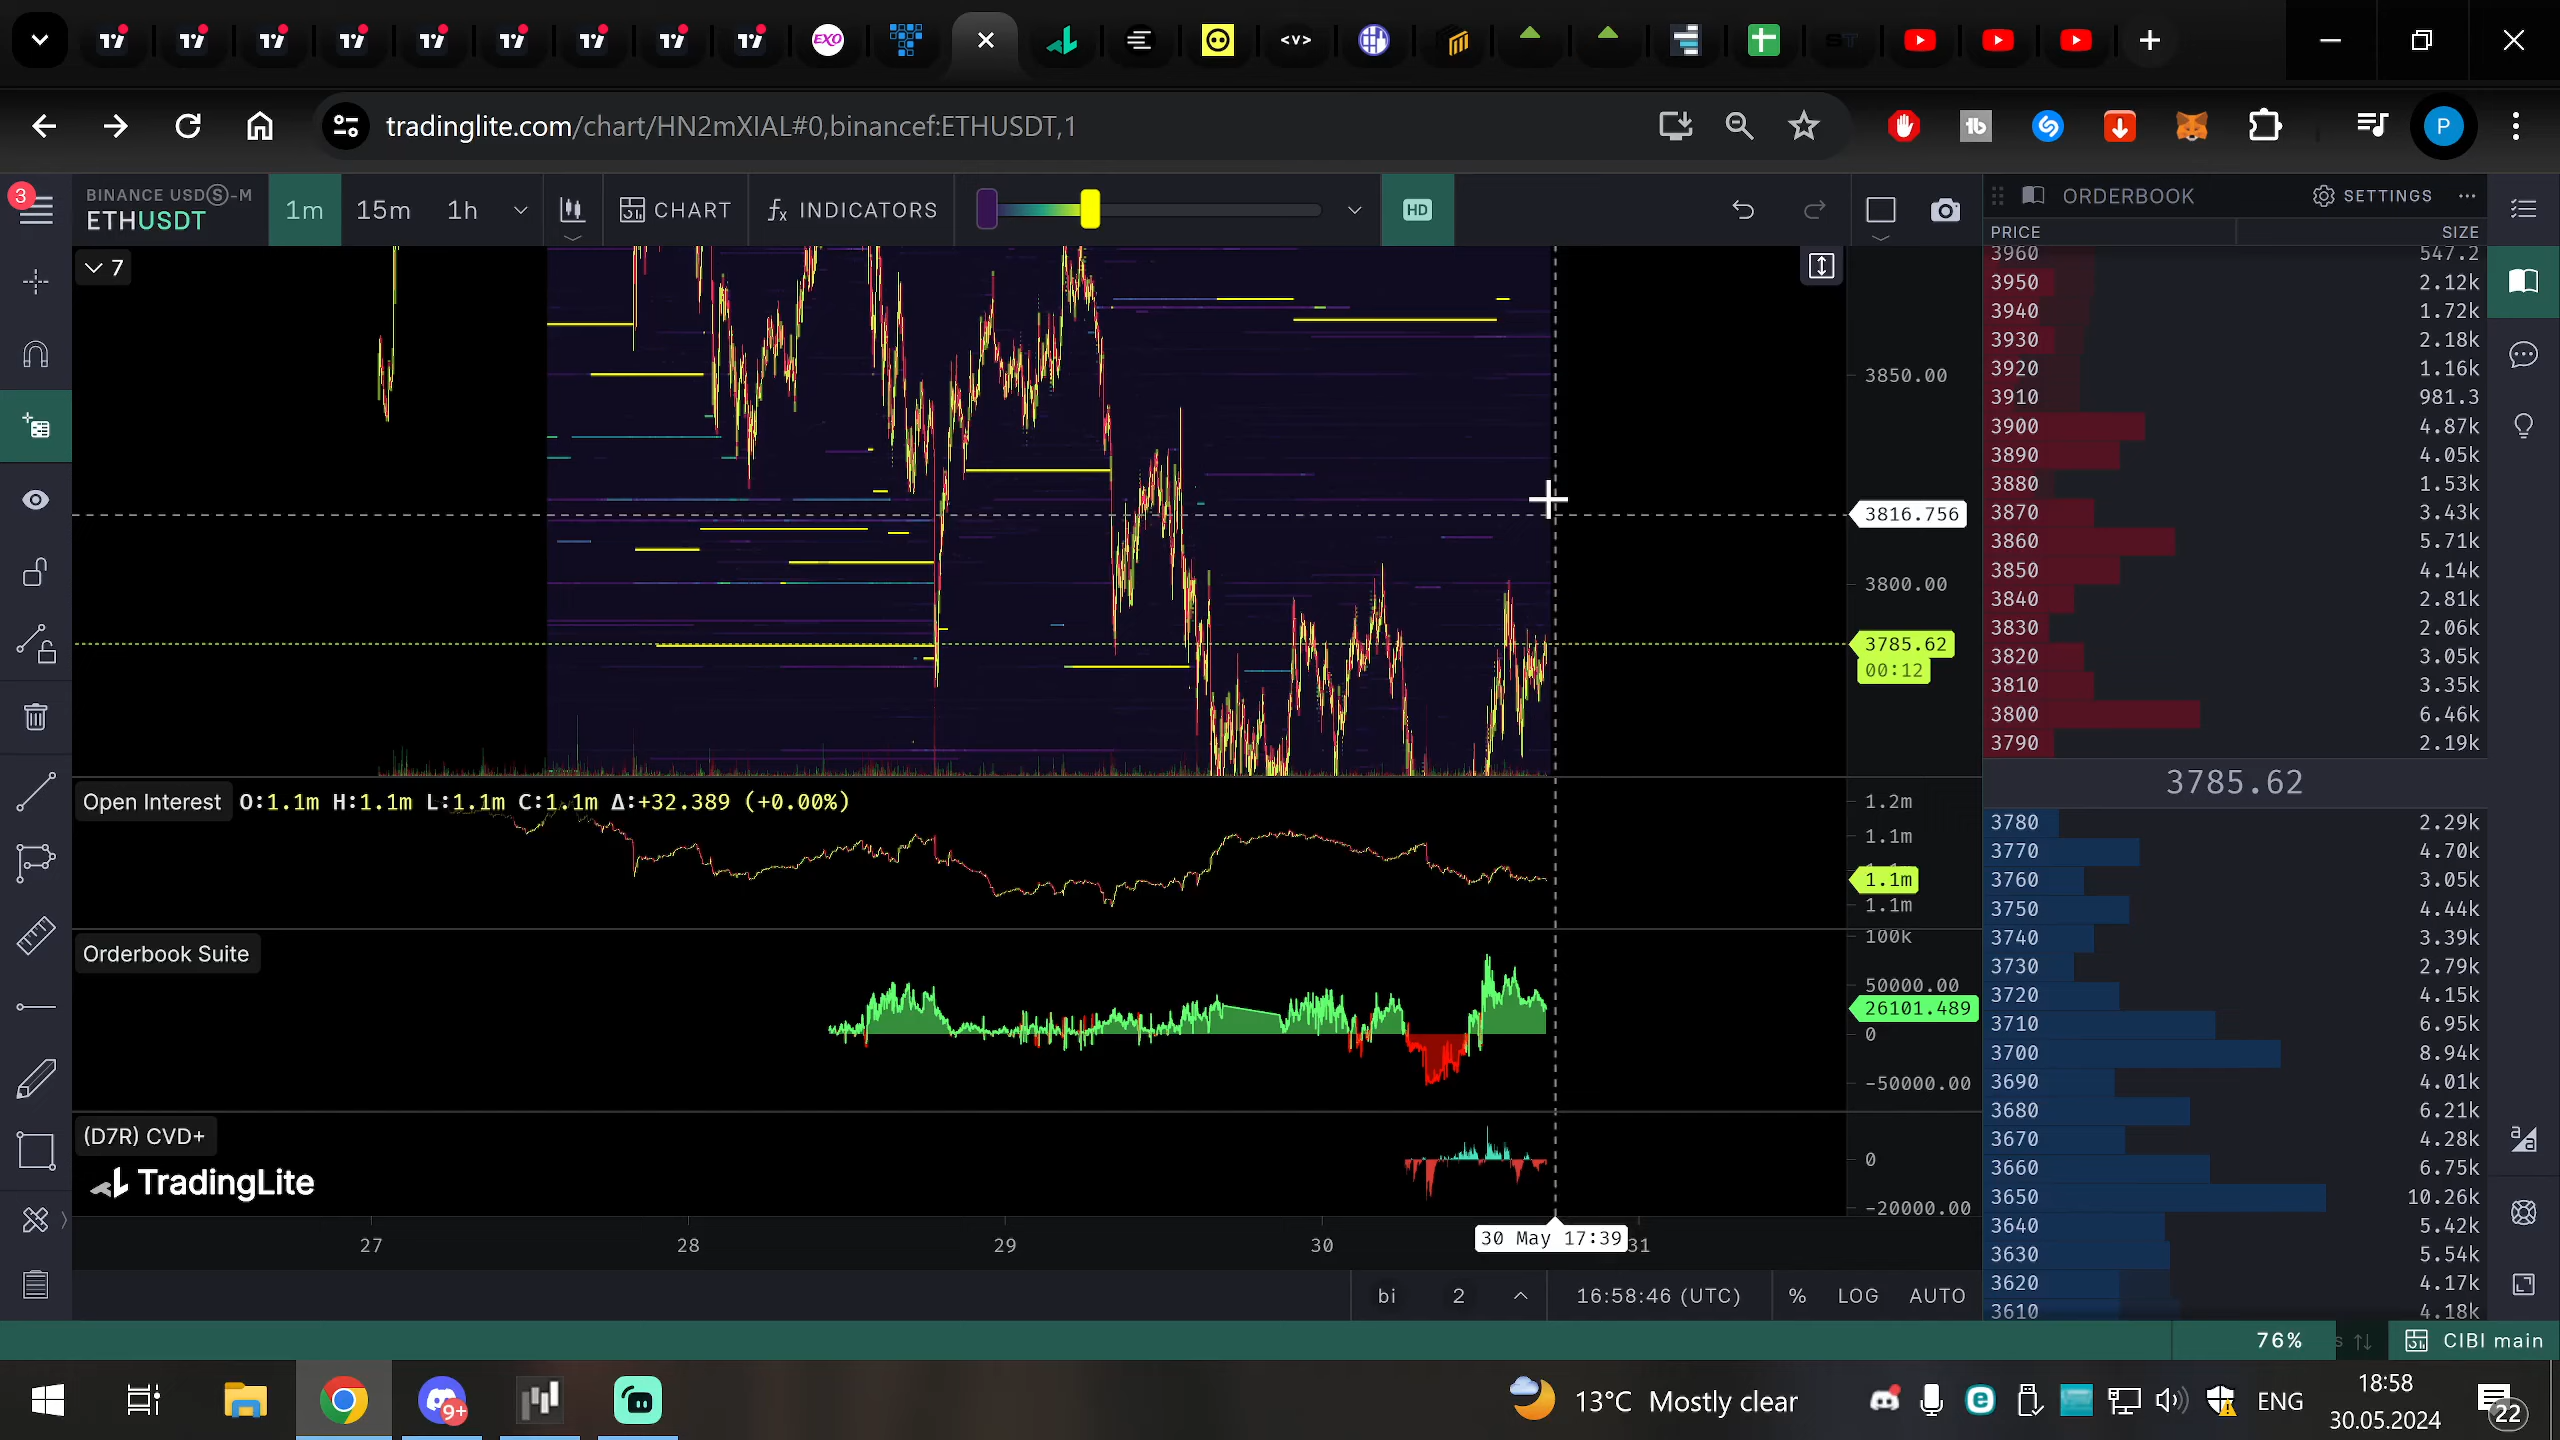 tradinglite.com/chart/HN2mXIAL#0,binancef:ETHUSDT,1
P
3
BINANCE USDⓈ-M
ETHUSDT
1m 15m 1h CHART fx INDICATORS HD
7
3850.00
3816.756
3800.00
3785.62
00:12
Open Interest O:1.1m H:1.1m L:1.1m C:1.1m Δ:+32.389 (+0.00%)
1.2m
1.1m
1.1m
1.1m
Orderbook Suite
100k
50000.00
26101.489
0
-50000.00
(D7R) CVD+
0
-20000.00
TradingLite
27 28 29 30 30 May 17:39 31
bi 2 16:58:46 (UTC) % LOG AUTO
ORDERBOOK SETTINGS
PRICE SIZE
3960 547.2
3950 2.12k
3940 1.72k
3930 2.18k
3920 1.16k
3910 981.3
3900 4.87k
3890 4.05k
3880 1.53k
3870 3.43k
3860 5.71k
3850 4.14k
3840 2.81k
3830 2.06k
3820 3.05k
3810 3.35k
3800 6.46k
3790 2.19k
3785.62
3780 2.29k
3770 4.70k
3760 3.05k
3750 4.44k
3740 3.39k
3730 2.79k
3720 4.15k
3710 6.95k
3700 8.94k
3690 4.01k
3680 6.21k
3670 4.28k
3660 6.75k
3650 10.26k
3640 5.42k
3630 5.54k
3620 4.17k
3610 4.18k
76% CIBI main
9+
13°C Mostly clear
ENG
18:58
30.05.2024
22